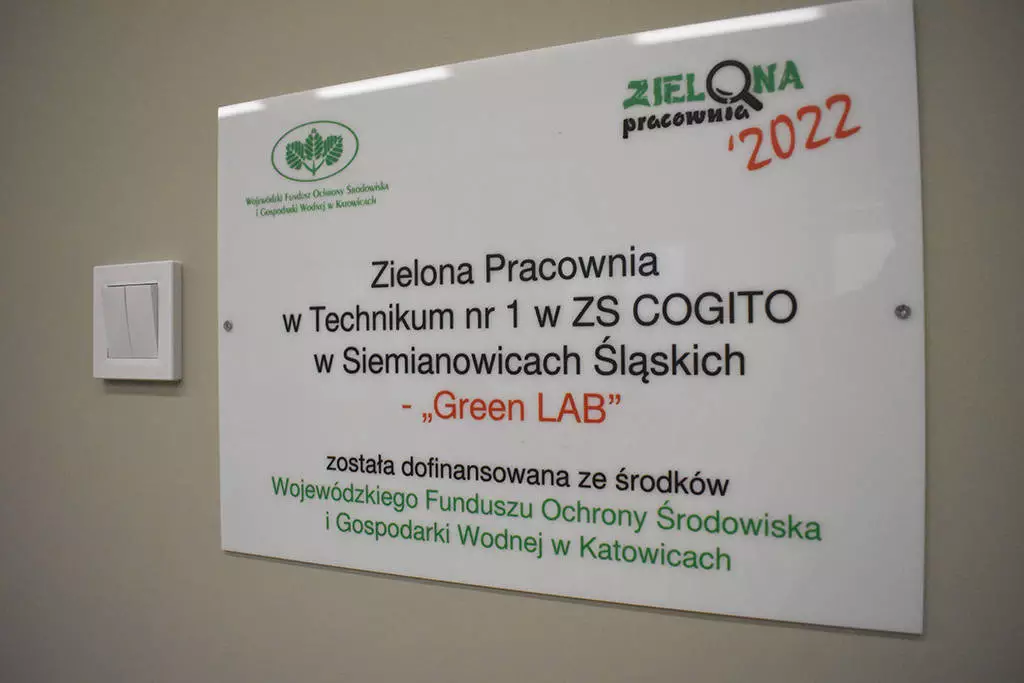 Wojewódzki Fundusz Ochrony Środowiska
i Gospodarki Wodnej w Katowicach
ZIELONA
pracownia
'2022
Zielona Pracownia
w Technikum nr 1 w ZS COGITO
w Siemianowicach Śląskich
- „Green LAB”
została dofinansowana ze środków
Wojewódzkiego Funduszu Ochrony Środowiska
i Gospodarki Wodnej w Katowicach